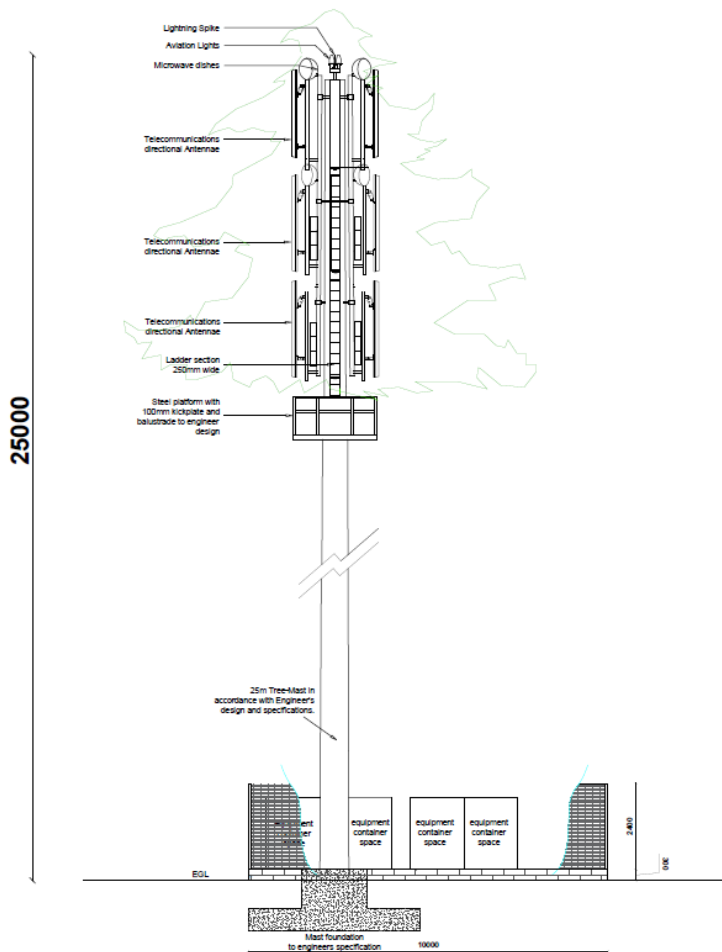 Lightning Spike
Aviation Lights
Microwave dishes
Telecommunications
directional Antennae
Telecommunications
directional Antennae
Telecommunications
directional Antennae
Ladder section
250mm wide
Steel platform with
100mm kickplate and
balustrade to engineer
design
25000
25m Tree-Mast in
accordance with Engineer's
design and specifications.
equipment
container
space
equipment
container
space
equipment
container
space
equipment
container
space
2400
EGL
Mast foundation
to engineers specification
10000